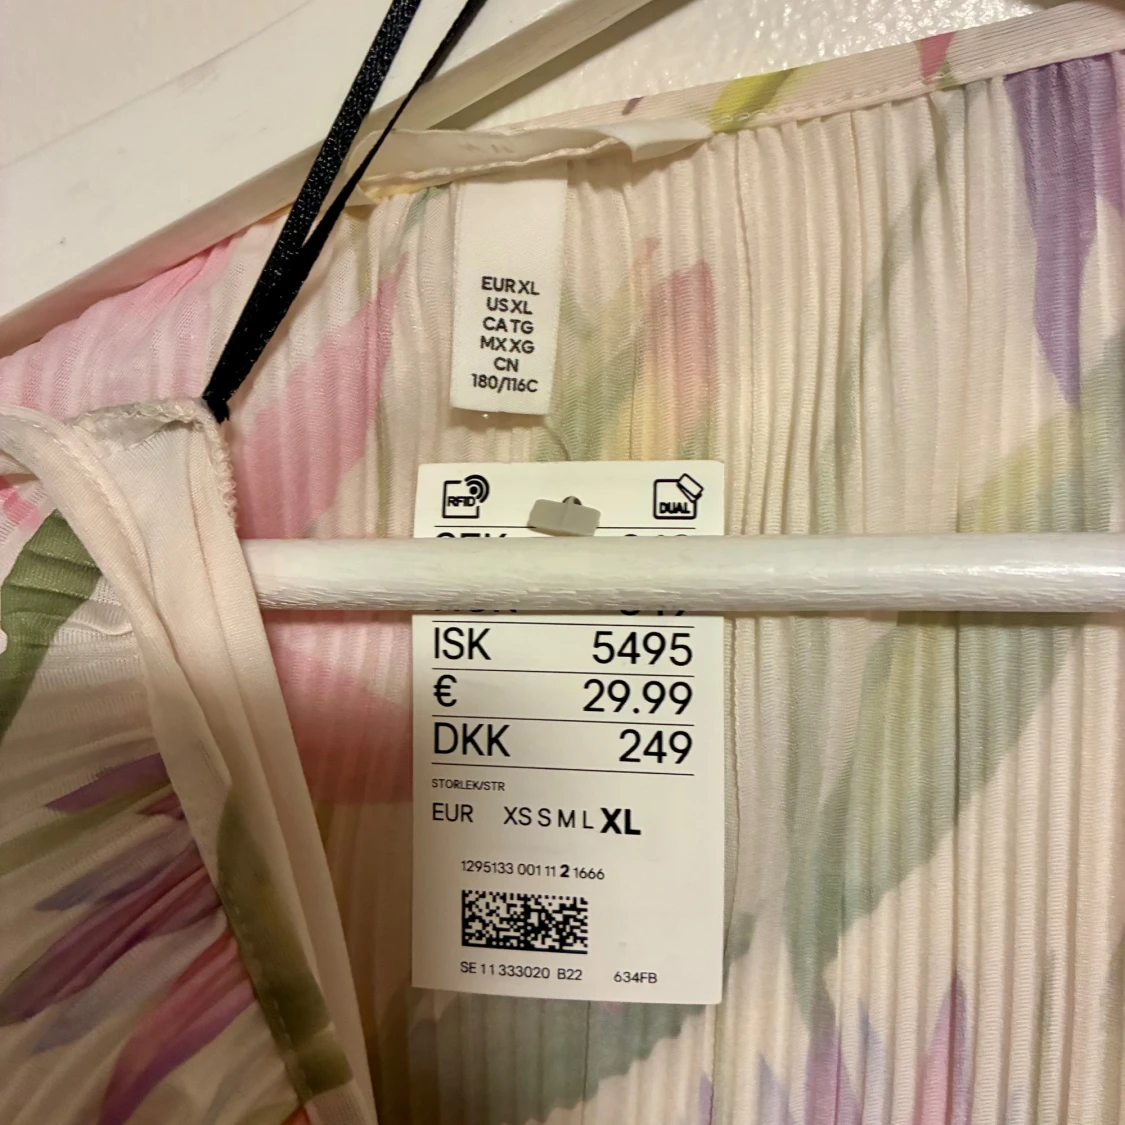 EUR XL
US XL
CA TG
MX XG
CN
180/116C
RFID
DUAL
ISK 5495
€ 29.99
DKK 249
STORLEK/STR
EUR XS S M L XL
1295133 001 11 2 1666
SE 11 333020 B22 634FB